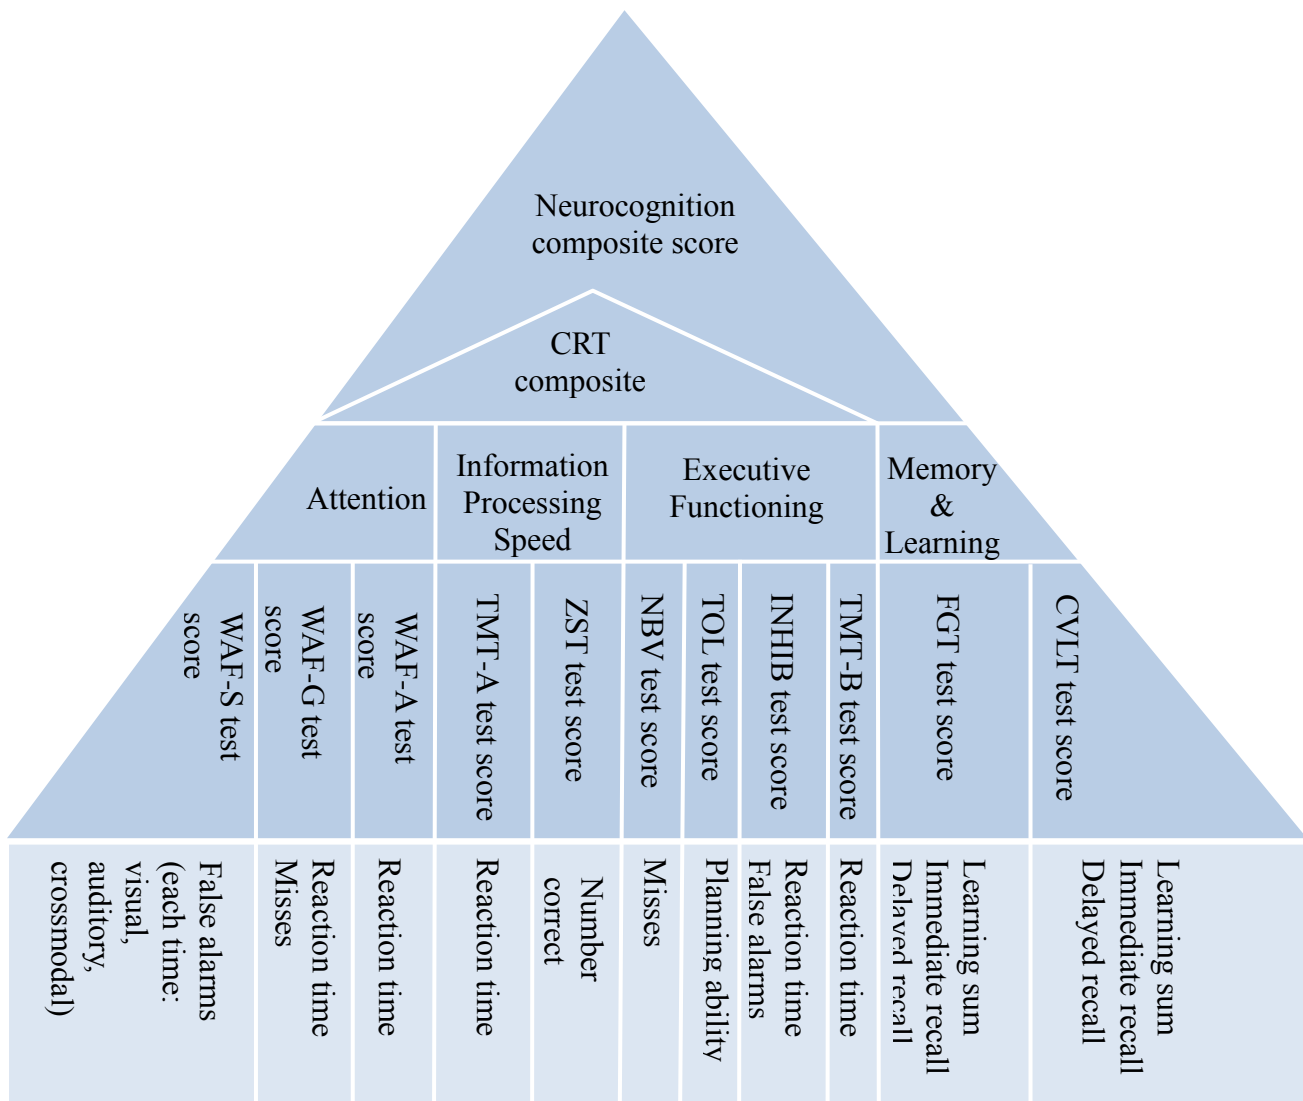 Neurocognition
composite score
CRT
composite
Attention
Information
Processing
Speed
Executive
Functioning
Memory
&
Learning
WAF-S test
score
WAF-G test
score
WAF-A test
score
TMT-A test score
ZST test score
NBV test score
TOL test score
INHIB test score
TMT-B test score
FGT test score
CVLT test score
False alarms
(each time:
visual,
auditory,
crossmodal)
Reaction time
Misses
Reaction time
Reaction time
Number
correct
Misses
Planning ability
Reaction time
False alarms
Reaction time
Learning sum
Immediate recall
Delayed recall
Learning sum
Immediate recall
Delayed recall